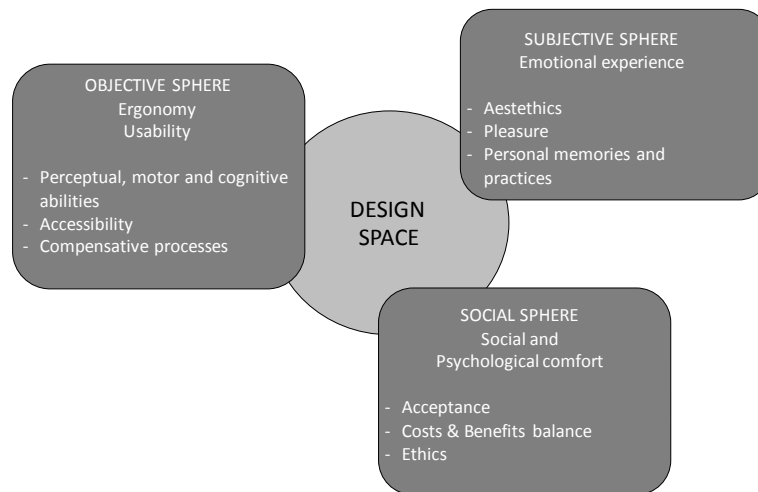 OBJECTIVE SPHERE
Ergonomy
Usability
- Perceptual, motor and cognitive
abilities
- Accessibility
- Compensative processes
SUBJECTIVE SPHERE
Emotional experience
- Aestethics
- Pleasure
- Personal memories and
practices
DESIGN
SPACE
SOCIAL SPHERE
Social and
Psychological comfort
- Acceptance
- Costs & Benefits balance
- Ethics